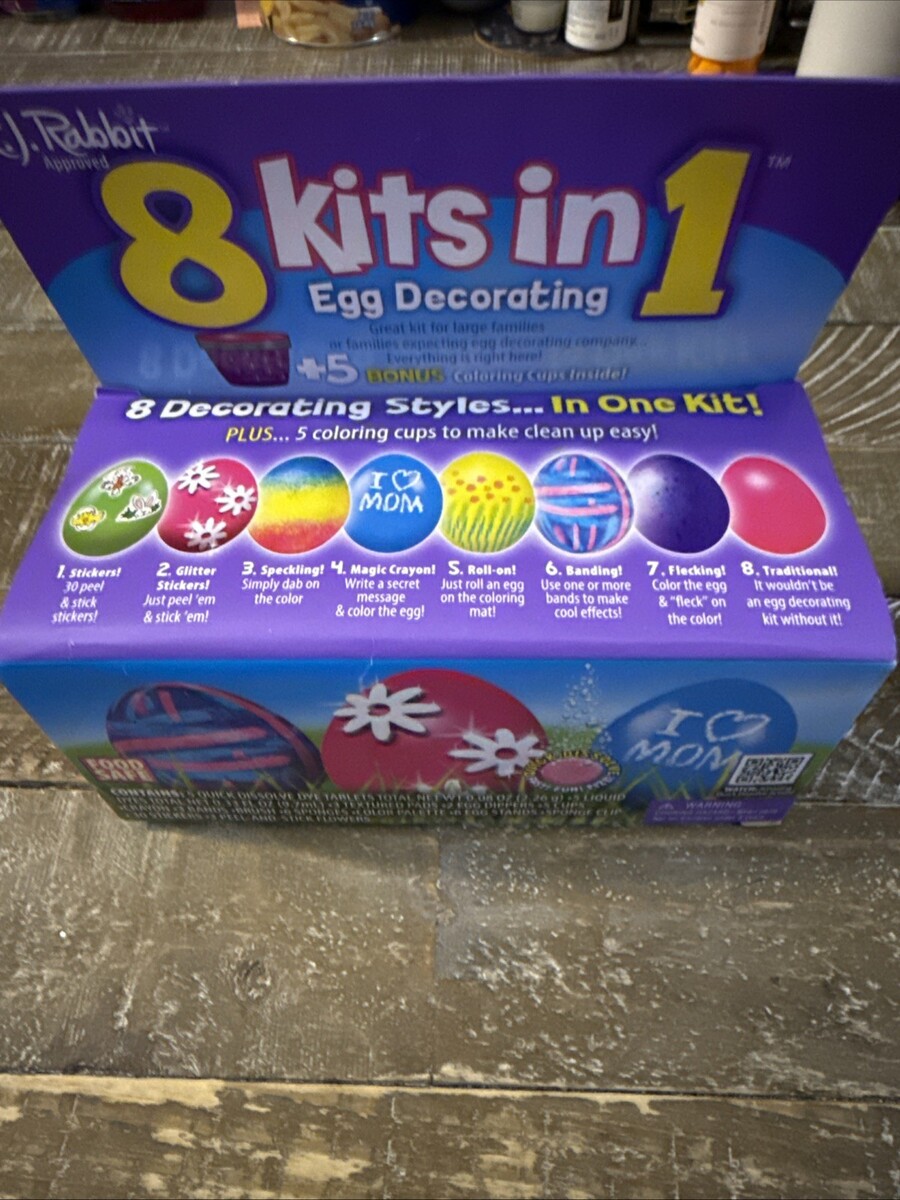 J. Rabbit
Approved
8 kits in 1 ™
Egg Decorating
Great kit for large families
or families expecting egg decorating company...
Everything is right here!
+5 BONUS Coloring Cups Inside!
8 Decorating Styles... In One Kit!
PLUS... 5 coloring cups to make clean up easy!
I ♡
MOM
1. Stickers!
30 peel
& stick
stickers!
2. Glitter
Stickers!
Just peel 'em
& stick 'em!
3. Speckling!
Simply dab on
the color
4. Magic Crayon!
Write a secret
message
& color the egg!
5. Roll-on!
Just roll an egg
on the coloring
mat!
6. Banding!
Use one or more
bands to make
cool effects!
7. Flecking!
Color the egg
& "fleck" on
the color!
8. Traditional!
It wouldn't be
an egg decorating
kit without it!
I ♡
MOM
FOOD
SAFE
WARNING: